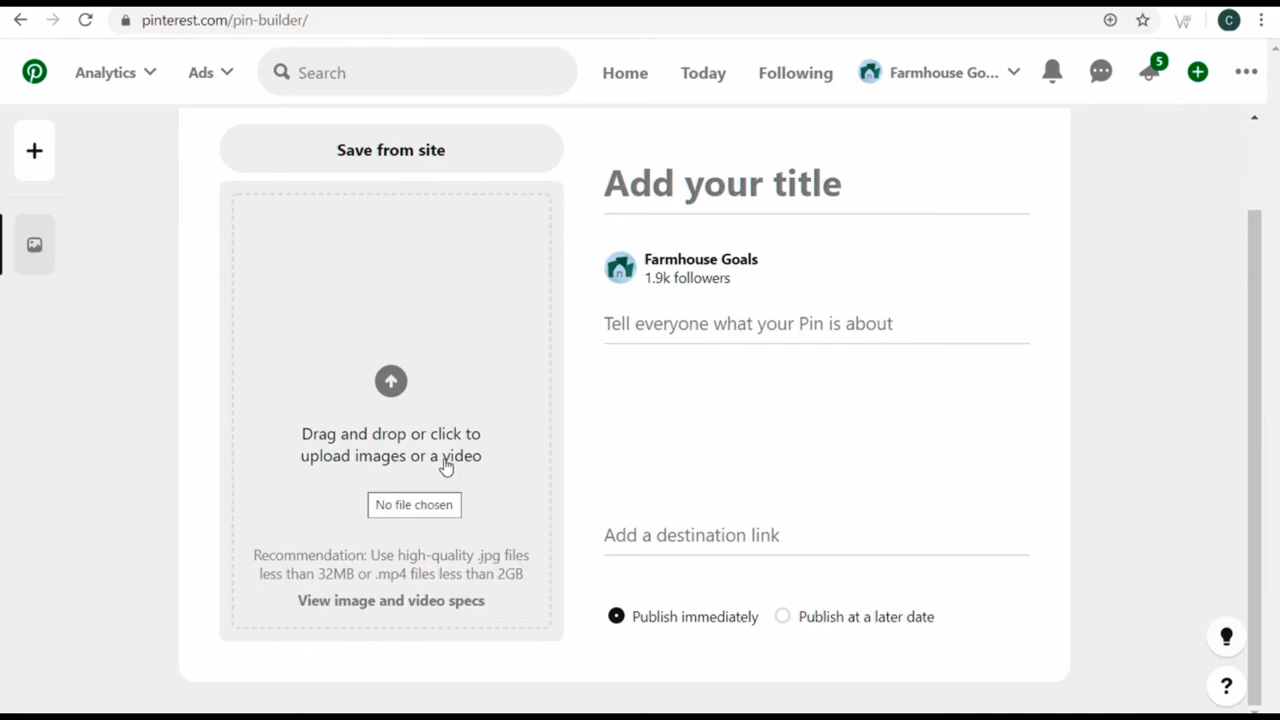 pinterest.com/pin-builder/
C
Analytics
Ads
Search
Home
Today
Following
Farmhouse Go...
5
Save from site
Add your title
Farmhouse Goals
1.9k followers
Tell everyone what your Pin is about
Drag and drop or click to
upload images or a video
No file chosen
Add a destination link
Recommendation: Use high-quality .jpg files
less than 32MB or .mp4 files less than 2GB
View image and video specs
Publish immediately
Publish at a later date
?